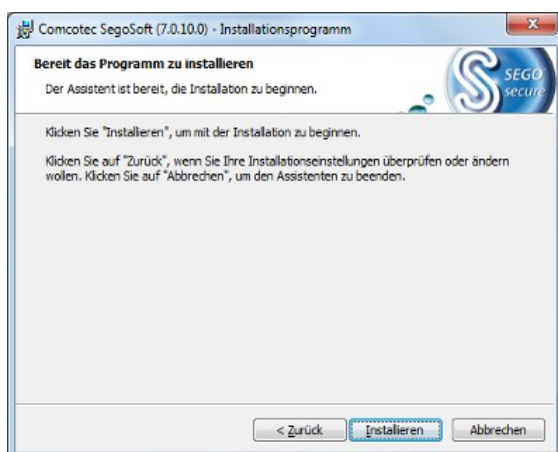 Comcotec SegoSoft (7.0.10.0) - Installationsprogramm
Bereit das Programm zu installieren
Der Assistent ist bereit, die Installation zu beginnen.
SEGO
secure
Klicken Sie "Installieren", um mit der Installation zu beginnen.
Klicken Sie auf "Zurück", wenn Sie Ihre Installationseinstellungen überprüfen oder ändern
wollen. Klicken Sie auf "Abbrechen", um den Assistenten zu beenden.
< Zurück
Installieren
Abbrechen